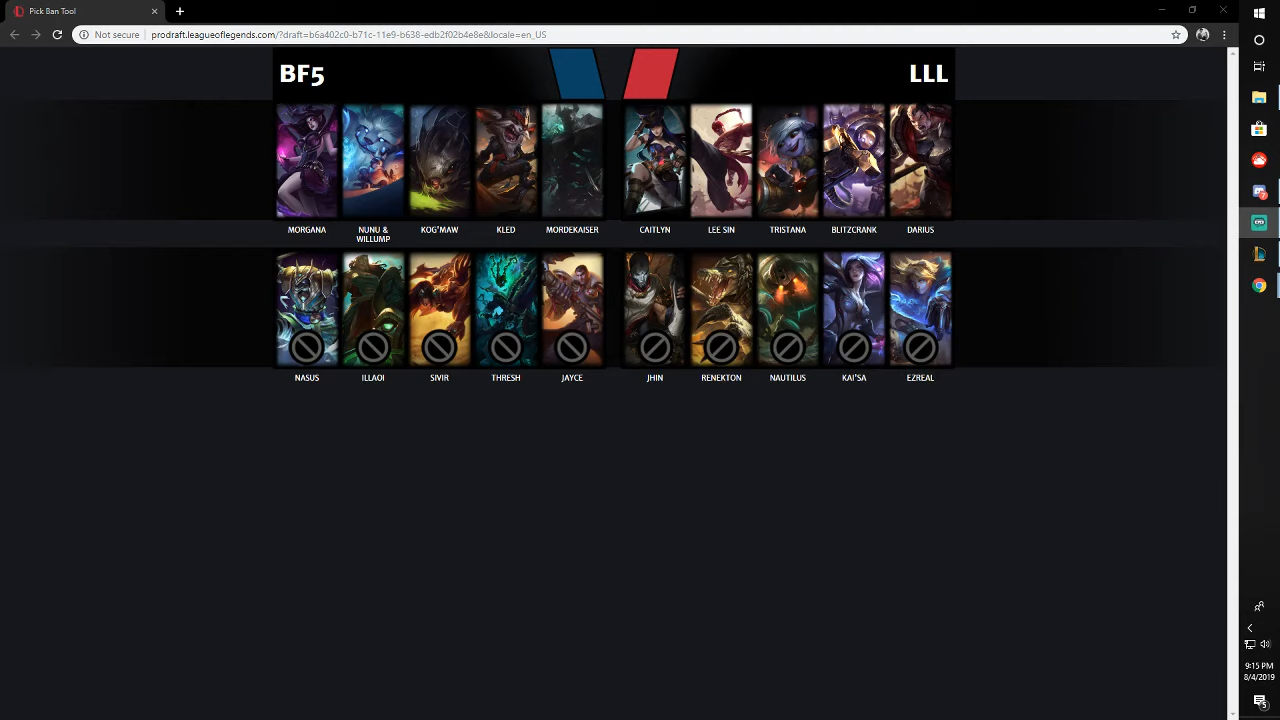 Pick Ban Tool
Not secure
prodraft.leagueoflegends.com/?draft=b6a402c0-b71c-11e9-b638-edb2f02b4e8e&locale=en_US
BF5
LLL
MORGANA
NUNU &
WILLUMP
KOG'MAW
KLED
MORDEKAISER
CAITLYN
LEE SIN
TRISTANA
BLITZCRANK
DARIUS
NASUS
ILLAOI
SIVIR
THRESH
JAYCE
JHIN
RENEKTON
NAUTILUS
KAI'SA
EZREAL
9:15 PM
8/4/2019